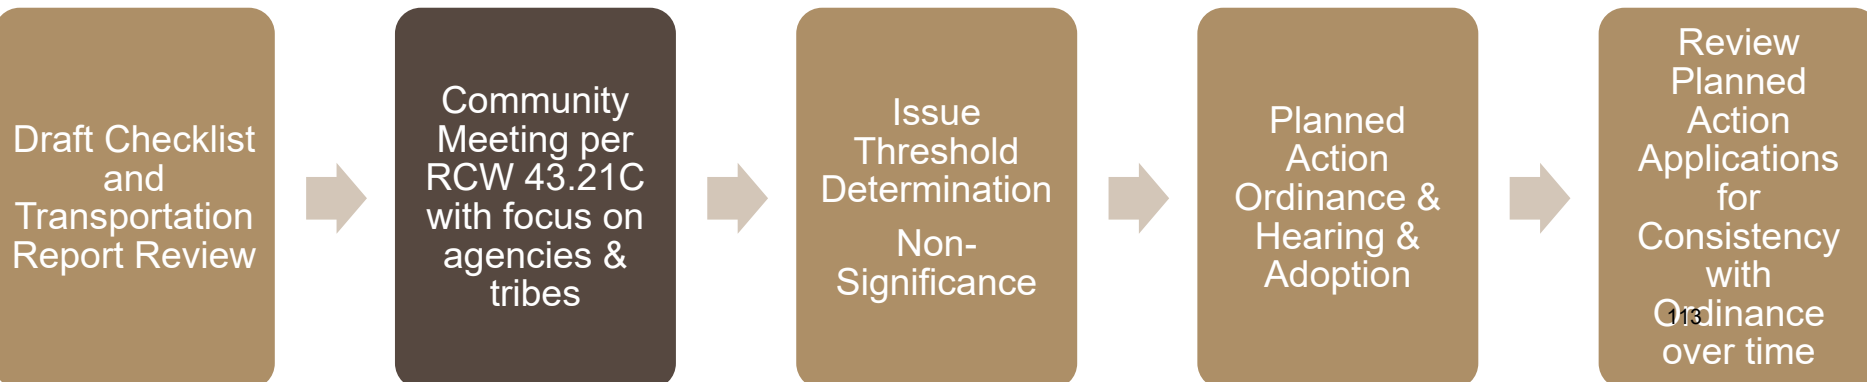 Draft Checklist
and
Transportation
Report Review
Community
Meeting per
RCW 43.21C
with focus on
agencies &
tribes
Issue
Threshold
Determination
Non-
Significance
Planned
Action
Ordinance &
Hearing &
Adoption
Review
Planned
Action
Applications
for
Consistency
with
Ordinance
over time
113